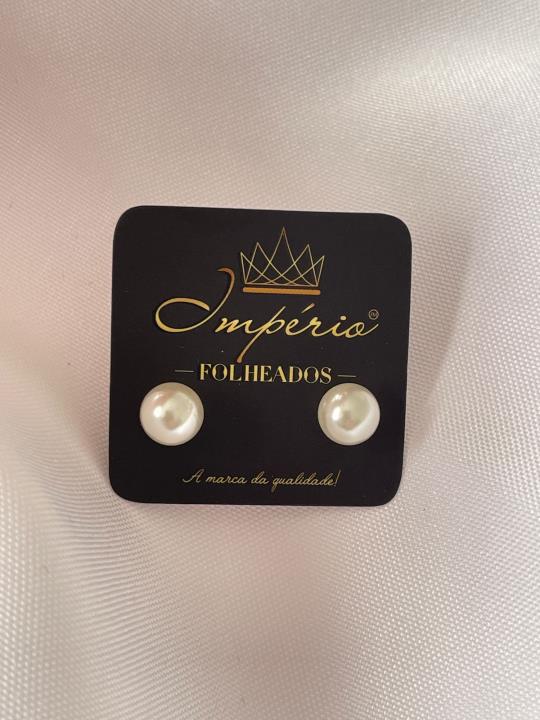 Império
FOLHEADOS
A marca da qualidade!